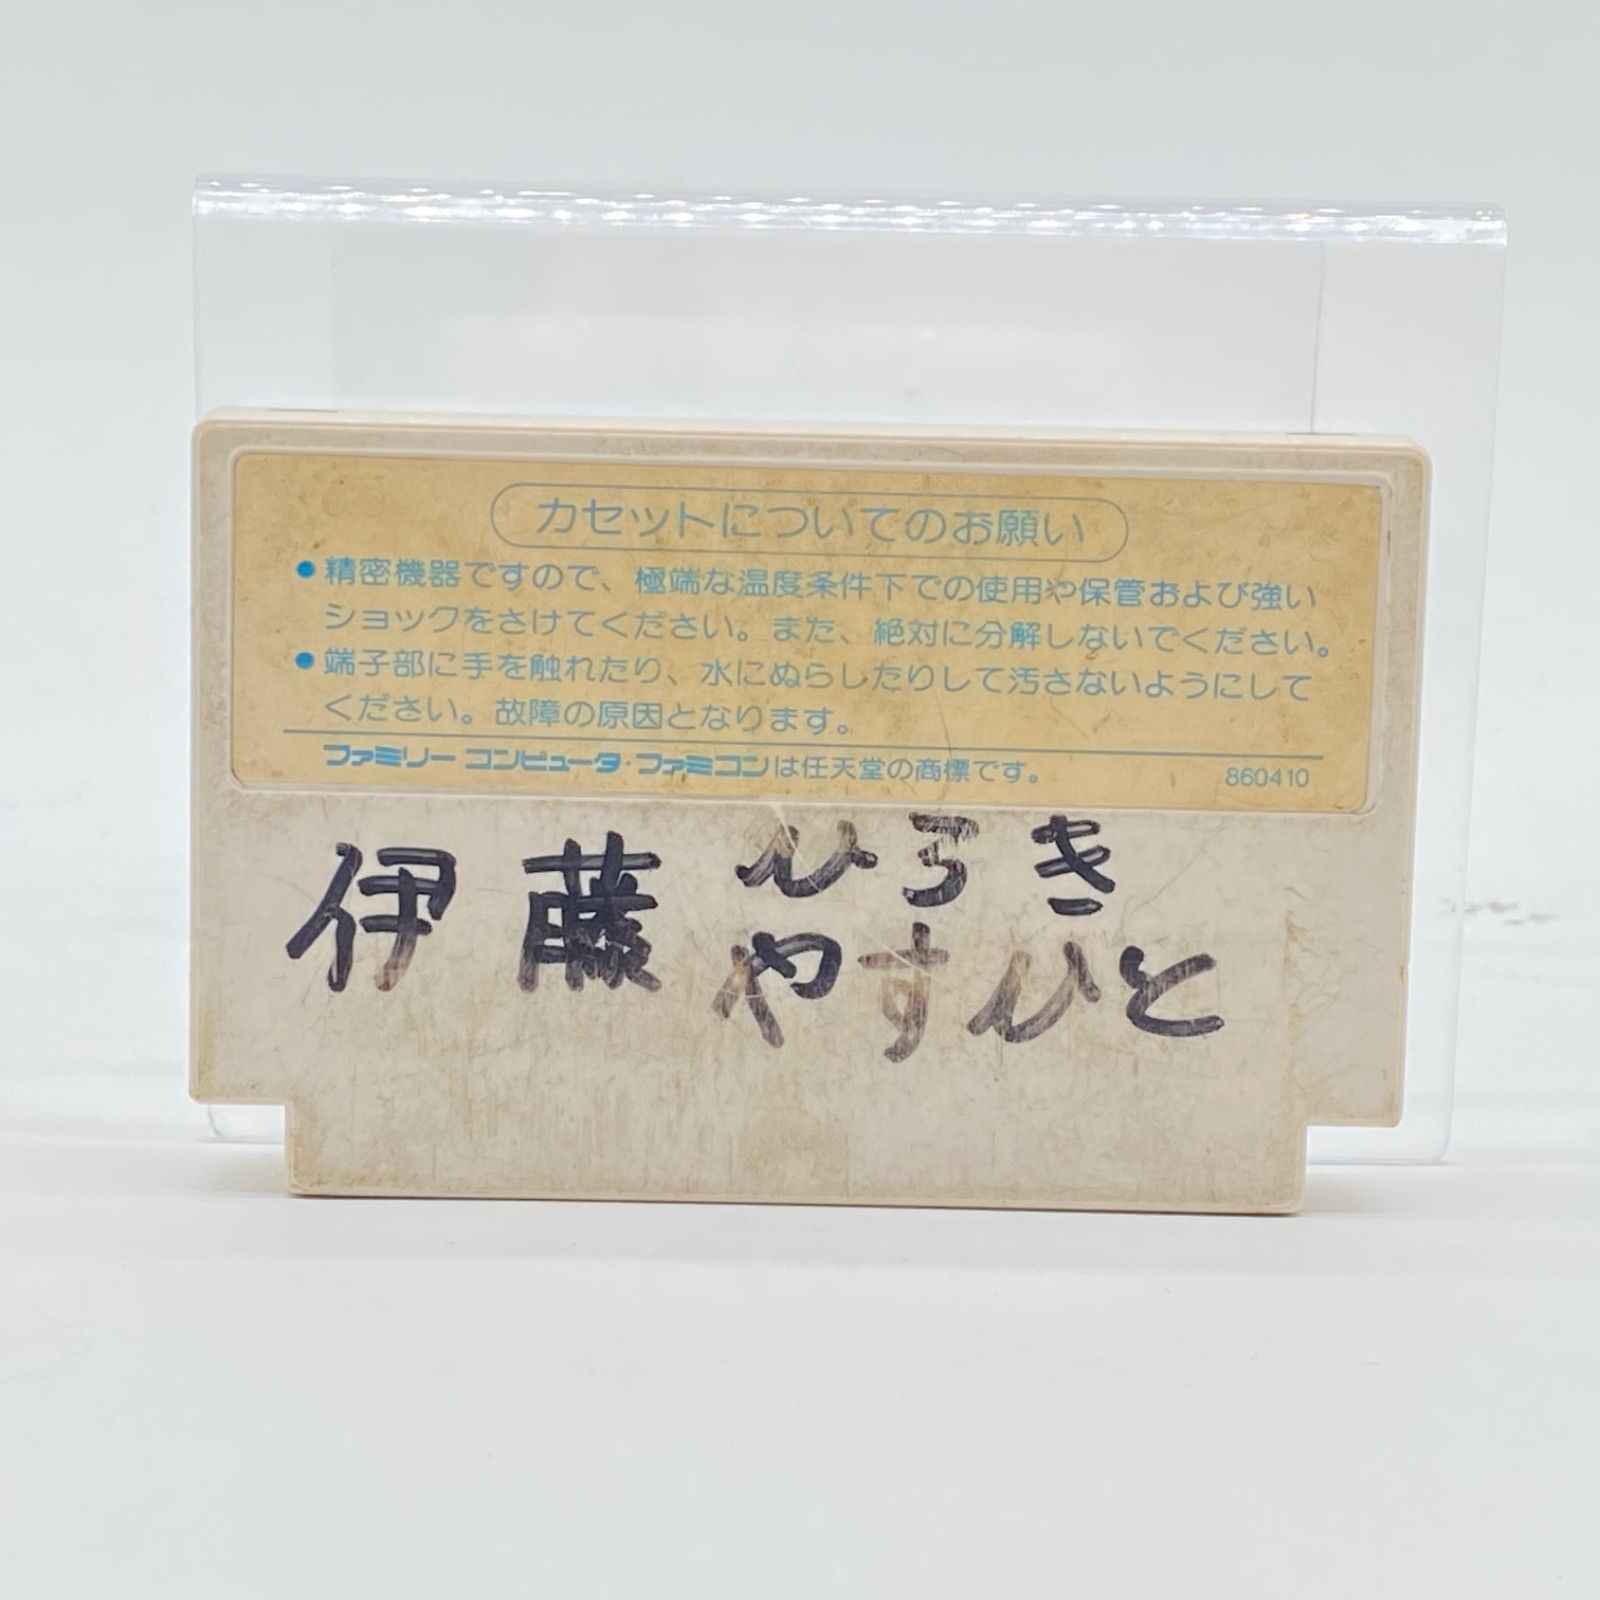 カセットについてのお願い
●精密機器ですので、極端な温度条件下での使用や保管および強い
ショックをさけてください。また、絶対に分解しないでください。
●端子部に手を触れたり、水にぬらしたりして汚さないようにして
ください。故障の原因となります。
ファミリー コンピュータ・ファミコンは任天堂の商標です。 860410
伊藤 ひろき
やすひと